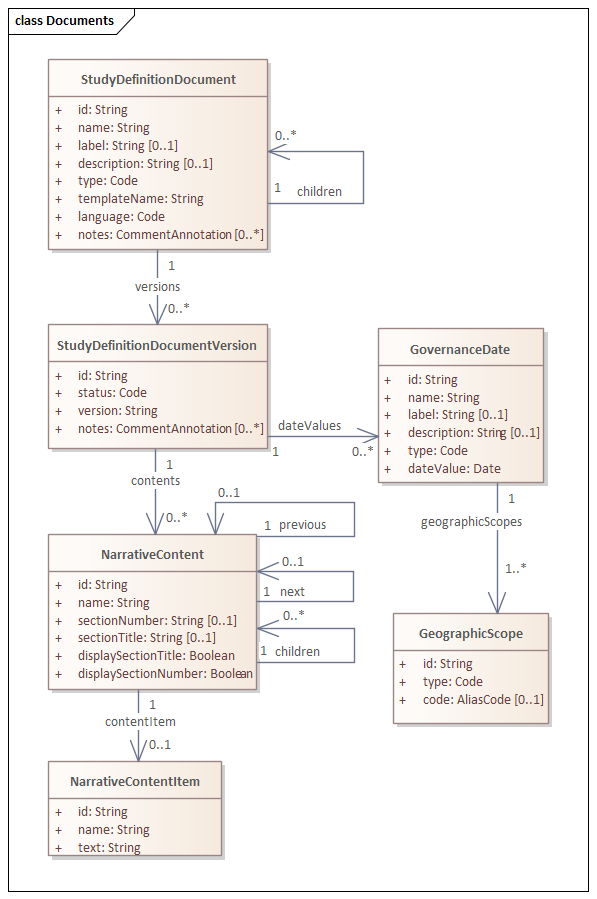 class Documents
StudyDefinitionDocument
+ id: String
+ name: String
+ label: String [0..1]
+ description: String [0..1]
+ type: Code
+ templateName: String
+ language: Code
+ notes: CommentAnnotation [0..*]
0..*
1 children
1
versions
0..*
StudyDefinitionDocumentVersion
+ id: String
+ status: Code
+ version: String
+ notes: CommentAnnotation [0..*]
dateValues
1 0..*
GovernanceDate
+ id: String
+ name: String
+ label: String [0..1]
+ description: String [0..1]
+ type: Code
+ dateValue: Date
1
contents
0..*
1
geographicScopes
1..*
NarrativeContent
+ id: String
+ name: String
+ sectionNumber: String [0..1]
+ sectionTitle: String [0..1]
+ displaySectionTitle: Boolean
+ displaySectionNumber: Boolean
0..1
1 previous
0..1
1 next
0..*
1 children
GeographicScope
+ id: String
+ type: Code
+ code: AliasCode [0..1]
1
contentItem
0..1
NarrativeContentItem
+ id: String
+ name: String
+ text: String